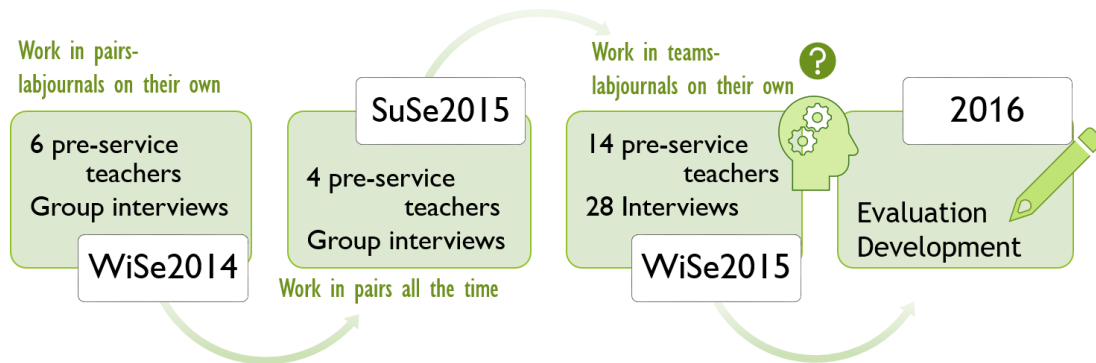 Work in pairs-
labjournals on their own
6 pre-service
teachers
Group interviews
WiSe2014
SuSe2015
4 pre-service
teachers
Group interviews
Work in pairs all the time
Work in teams-
labjournals on their own
?
14 pre-service
teachers
28 Interviews
WiSe2015
2016
Evaluation
Development